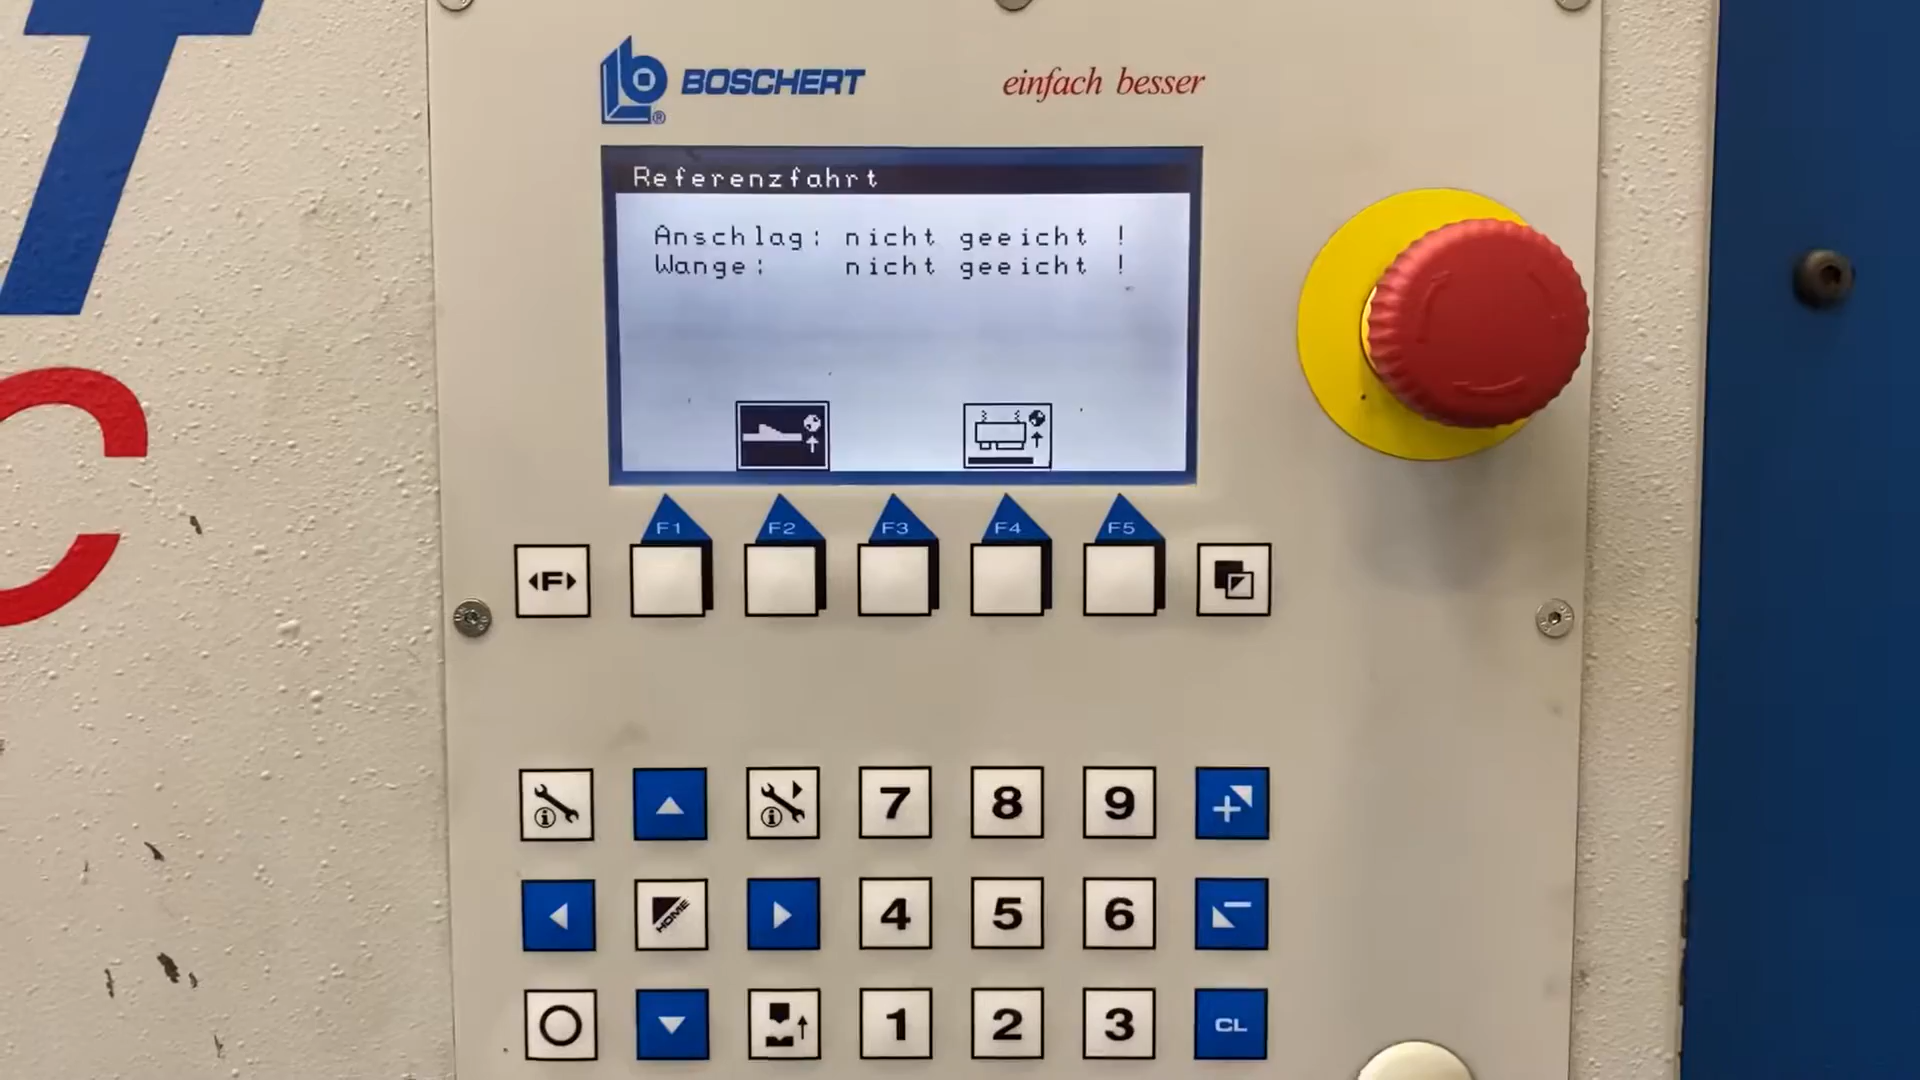 T
BOSCHERT
®
einfach besser
C
Referenzfahrt
Anschlag: nicht geeicht !
Wange: nicht geeicht !
F1 F2 F3 F4 F5
F
7 8 9 +
HOME 4 5 6 −
1 2 3 CL